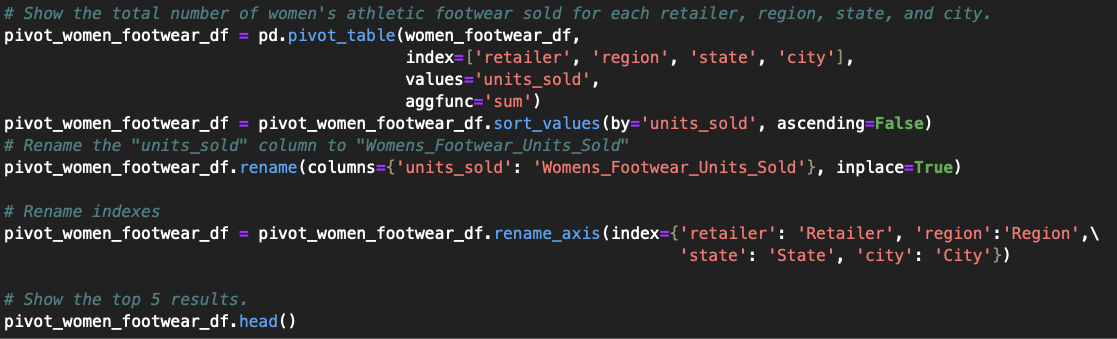 # Show the total number of women's athletic footwear sold for each retailer, region, state, and city.
pivot_women_footwear_df = pd.pivot_table(women_footwear_df,
                                      index=['retailer', 'region', 'state', 'city'],
                                      values='units_sold',
                                      aggfunc='sum')
pivot_women_footwear_df = pivot_women_footwear_df.sort_values(by='units_sold', ascending=False)
# Rename the "units_sold" column to "Womens_Footwear_Units_Sold"
pivot_women_footwear_df.rename(columns={'units_sold': 'Womens_Footwear_Units_Sold'}, inplace=True)

# Rename indexes
pivot_women_footwear_df = pivot_women_footwear_df.rename_axis(index={'retailer': 'Retailer', 'region':'Region',\
                                                                'state': 'State', 'city': 'City'})

# Show the top 5 results.
pivot_women_footwear_df.head()